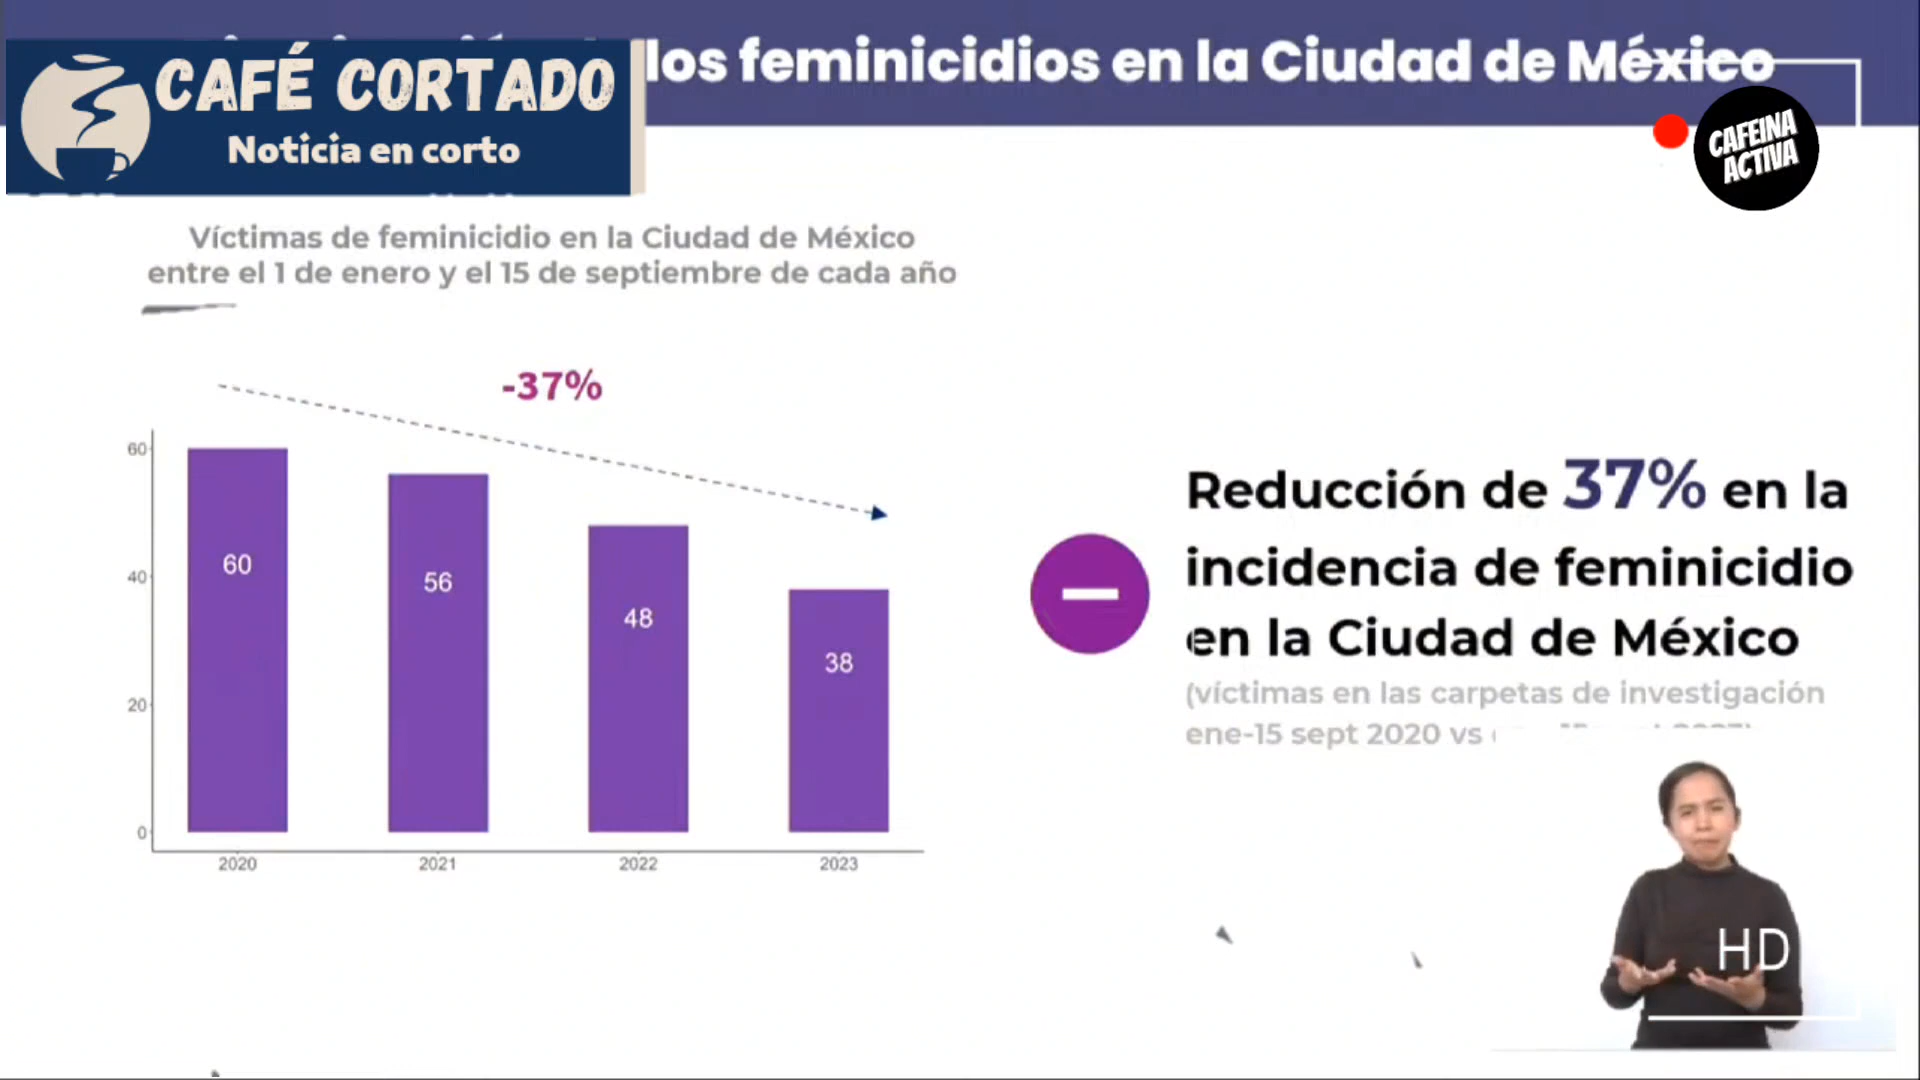 los feminicidios en la Ciudad de México
CAFÉ CORTADO
Noticia en corto
CAFEINA
ACTIVA
Víctimas de feminicidio en la Ciudad de México
entre el 1 de enero y el 15 de septiembre de cada año
-37%
60
40
20
0
60
56
48
38
2020
2021
2022
2023
Reducción de 37% en la
incidencia de feminicidio
en la Ciudad de México
(víctimas en las carpetas de investigación
ene-15 sept 2020 vs
HD